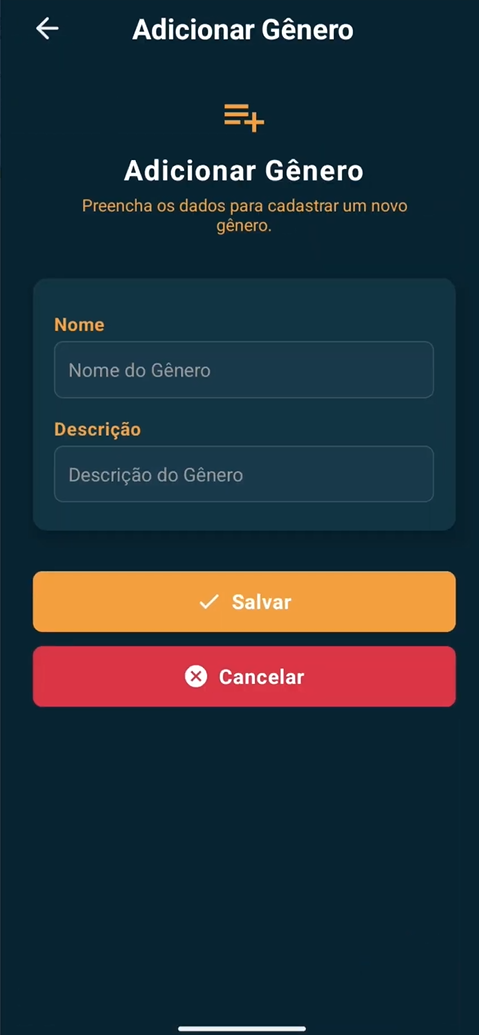 Adicionar Gênero
Adicionar Gênero
Preencha os dados para cadastrar um novo
gênero.
Nome
Nome do Gênero
Descrição
Descrição do Gênero
Salvar
Cancelar